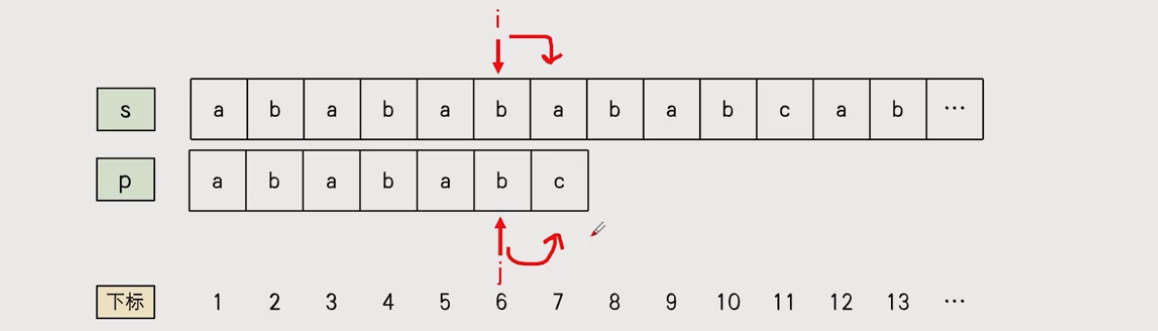 i
s a b a b a b a b a b c a b ...
p a b a b a b c
j
下标 1 2 3 4 5 6 7 8 9 10 11 12 13 ...